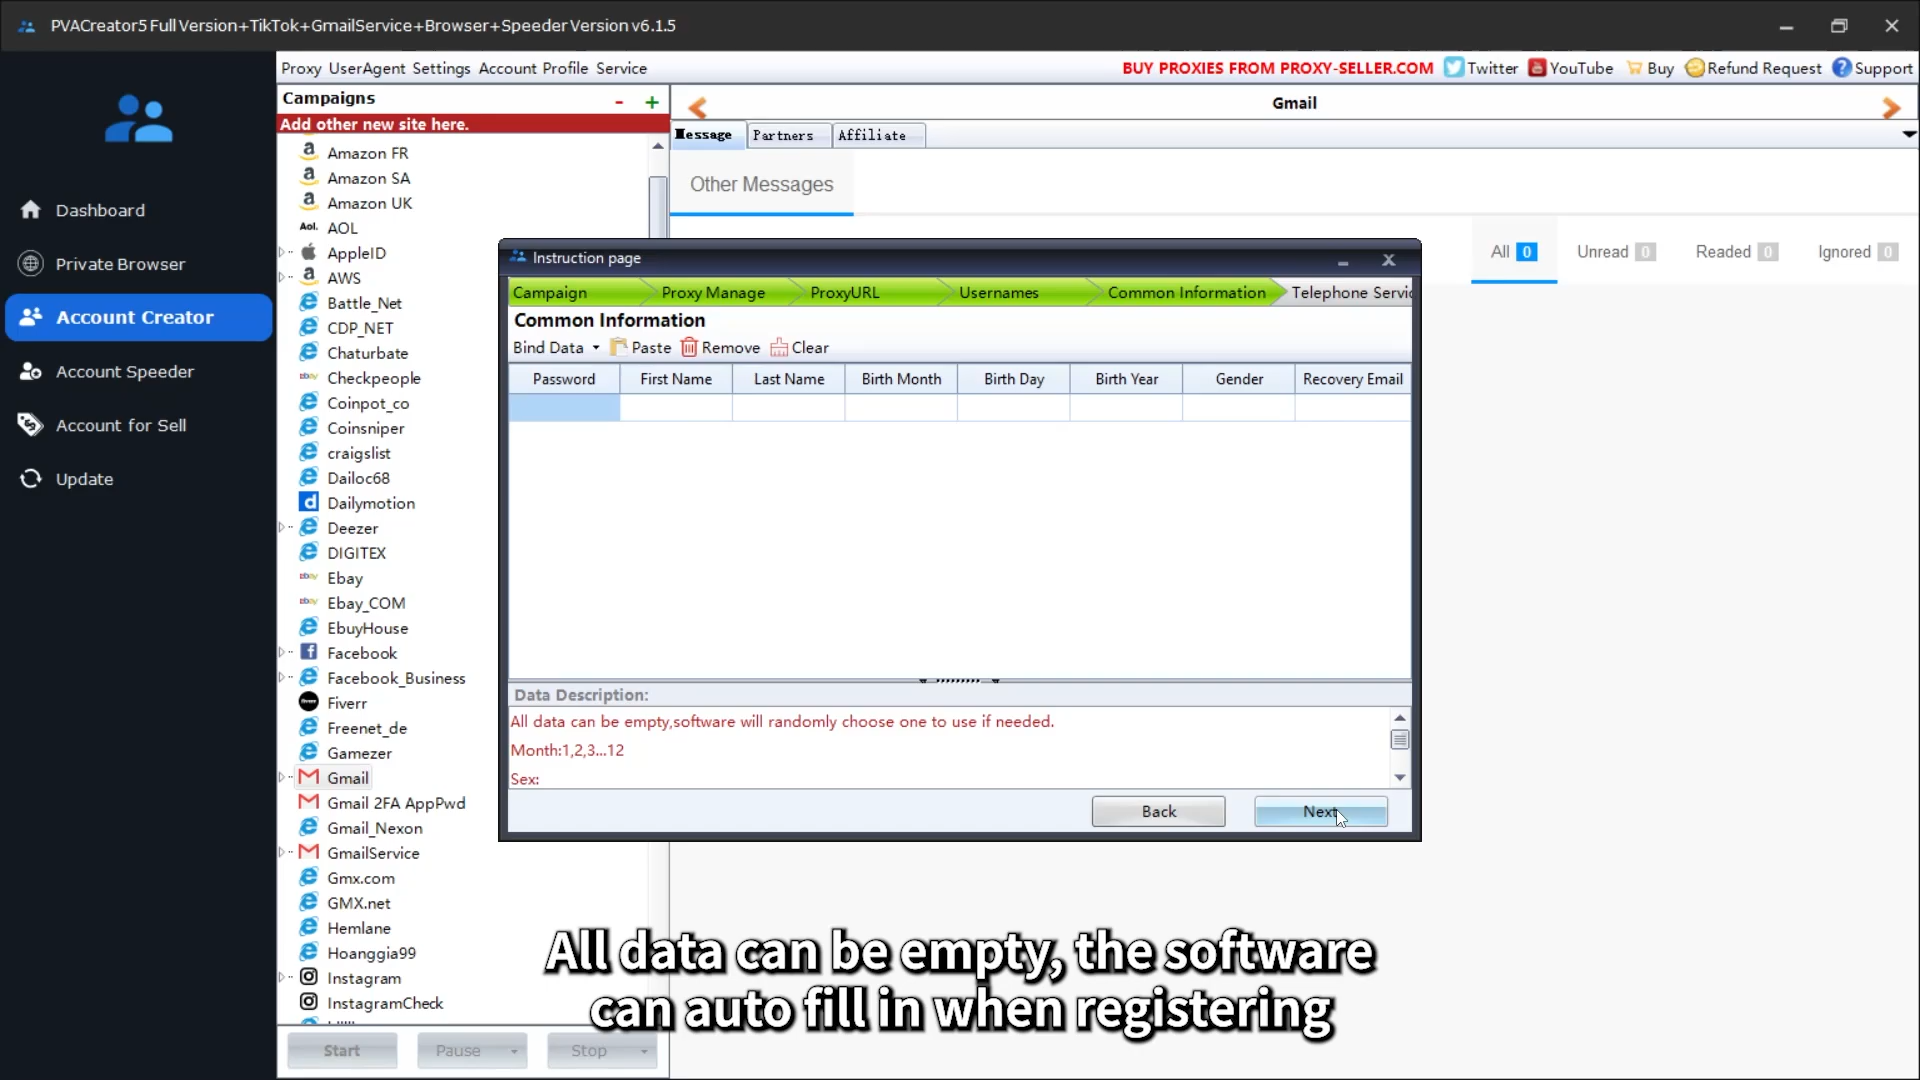 PVACreator5 Full Version+TikTok+GmailService+Browser+Speeder Version v6.1.5
Proxy UserAgent Settings Account Profile Service
BUY PROXIES FROM PROXY-SELLER.COM Twitter YouTube Buy Refund Request Support
Dashboard
Private Browser
Account Creator
Account Speeder
Account for Sell
Update
Campaigns - +
Add other new site here.
Amazon FR
Amazon SA
Amazon UK
Aol. AOL
AppleID
AWS
Battle_Net
CDP_NET
Chaturbate
Checkpeople
Coinpot_co
Coinsniper
craigslist
Dailoc68
Dailymotion
Deezer
DIGITEX
Ebay
Ebay_COM
EbuyHouse
Facebook
Facebook_Business
Fiverr
Freenet_de
Gamezer
Gmail
Gmail 2FA AppPwd
Gmail_Nexon
GmailService
Gmx.com
GMX.net
Hemlane
Hoanggia99
Instagram
InstagramCheck
Start Pause Stop
Gmail
Message Partners Affiliate
Other Messages
All 0 Unread 0 Readed 0 Ignored 0
Instruction page
Campaign Proxy Manage ProxyURL Usernames Common Information Telephone Servic
Common Information
Bind Data Paste Remove Clear
Password First Name Last Name Birth Month Birth Day Birth Year Gender Recovery Email
Data Description:
All data can be empty,software will randomly choose one to use if needed.
Month:1,2,3...12
Sex:
Back Next
All data can be empty, the software
can auto fill in when registering